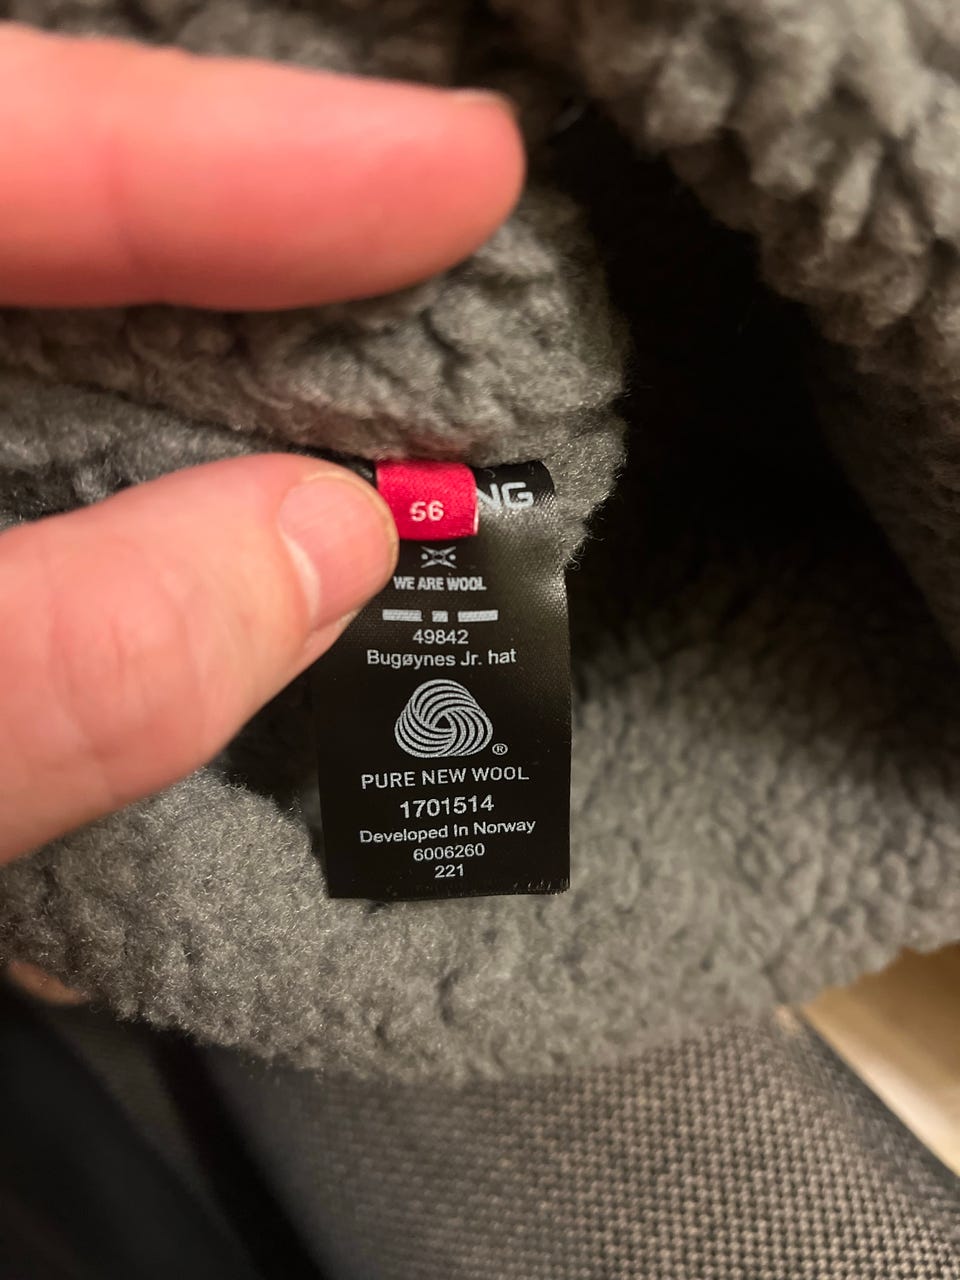 56
NG
WE ARE WOOL
49842
Bugøynes Jr. hat
®
PURE NEW WOOL
1701514
Developed In Norway
6006260
221